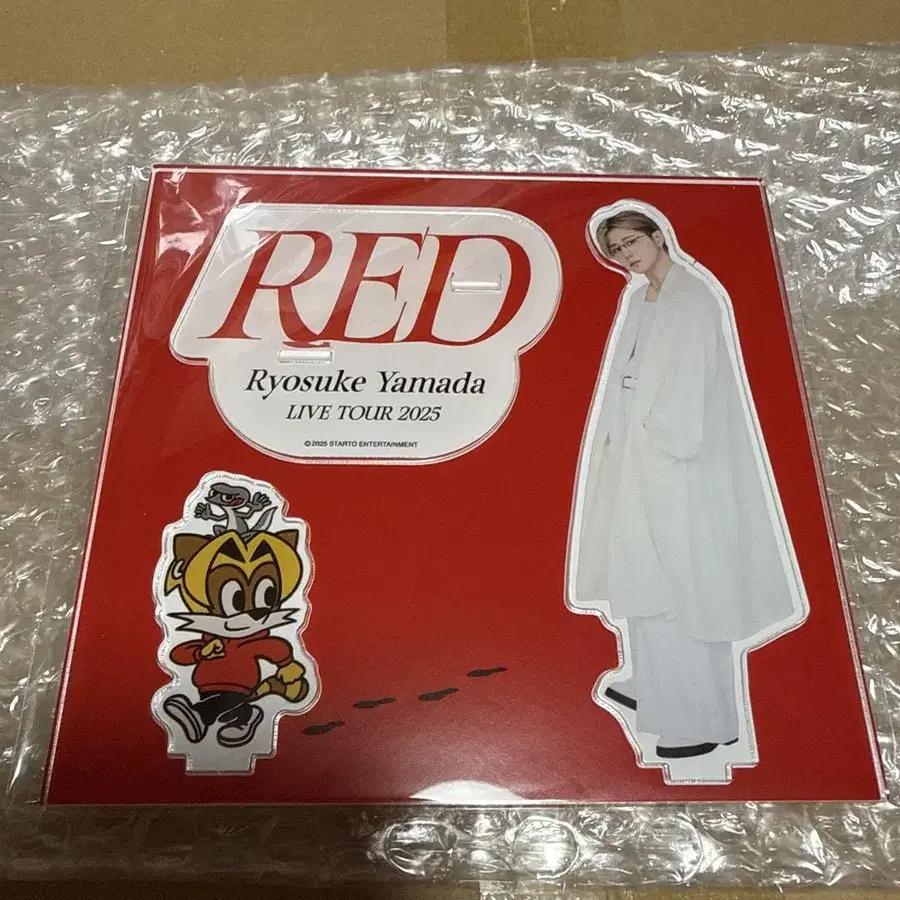 RED
Ryosuke Yamada
LIVE TOUR 2025
©2025 STARTO ENTERTAINMENT